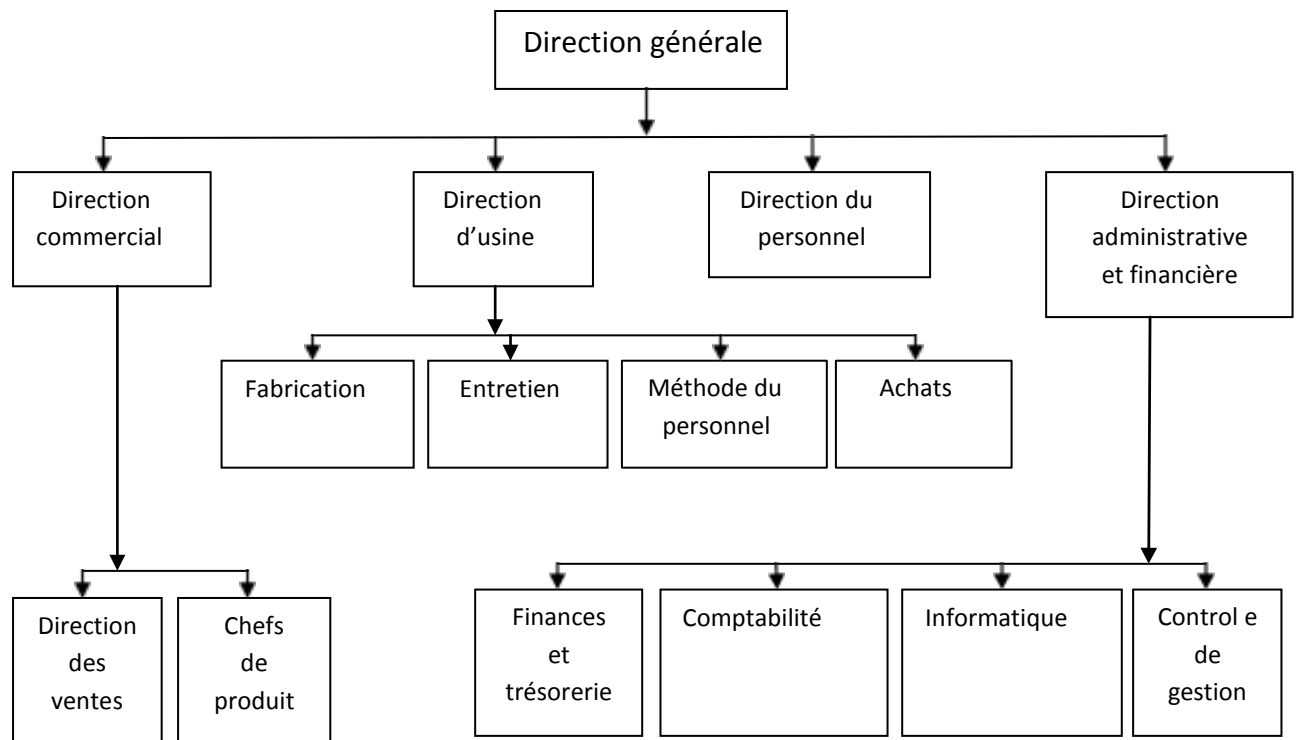 Direction générale
Direction
commercial
Direction
d’usine
Direction du
personnel
Direction
administrative
et financière
Fabrication
Entretien
Méthode du
personnel
Achats
Direction
des
ventes
Chefs
de
produit
Finances
et
trésorerie
Comptabilité
Informatique
Control e
de
gestion